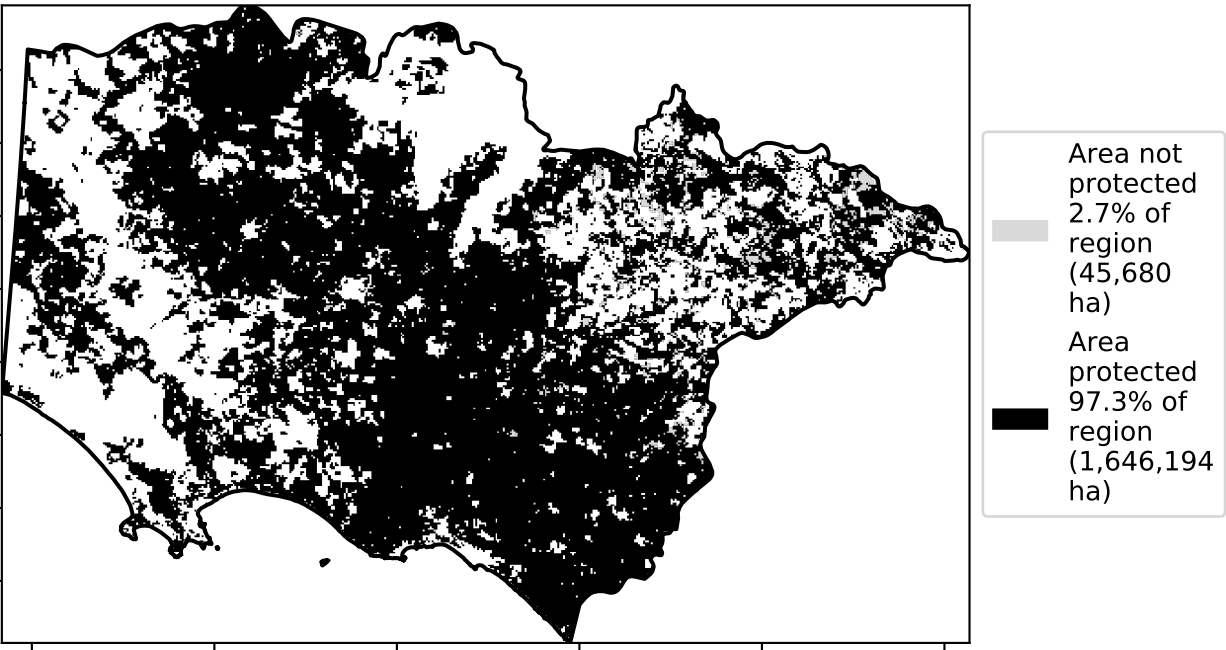 Area not
protected
2.7% of
region
(45,680
ha)
Area
protected
97.3% of
region
(1,646,194
ha)